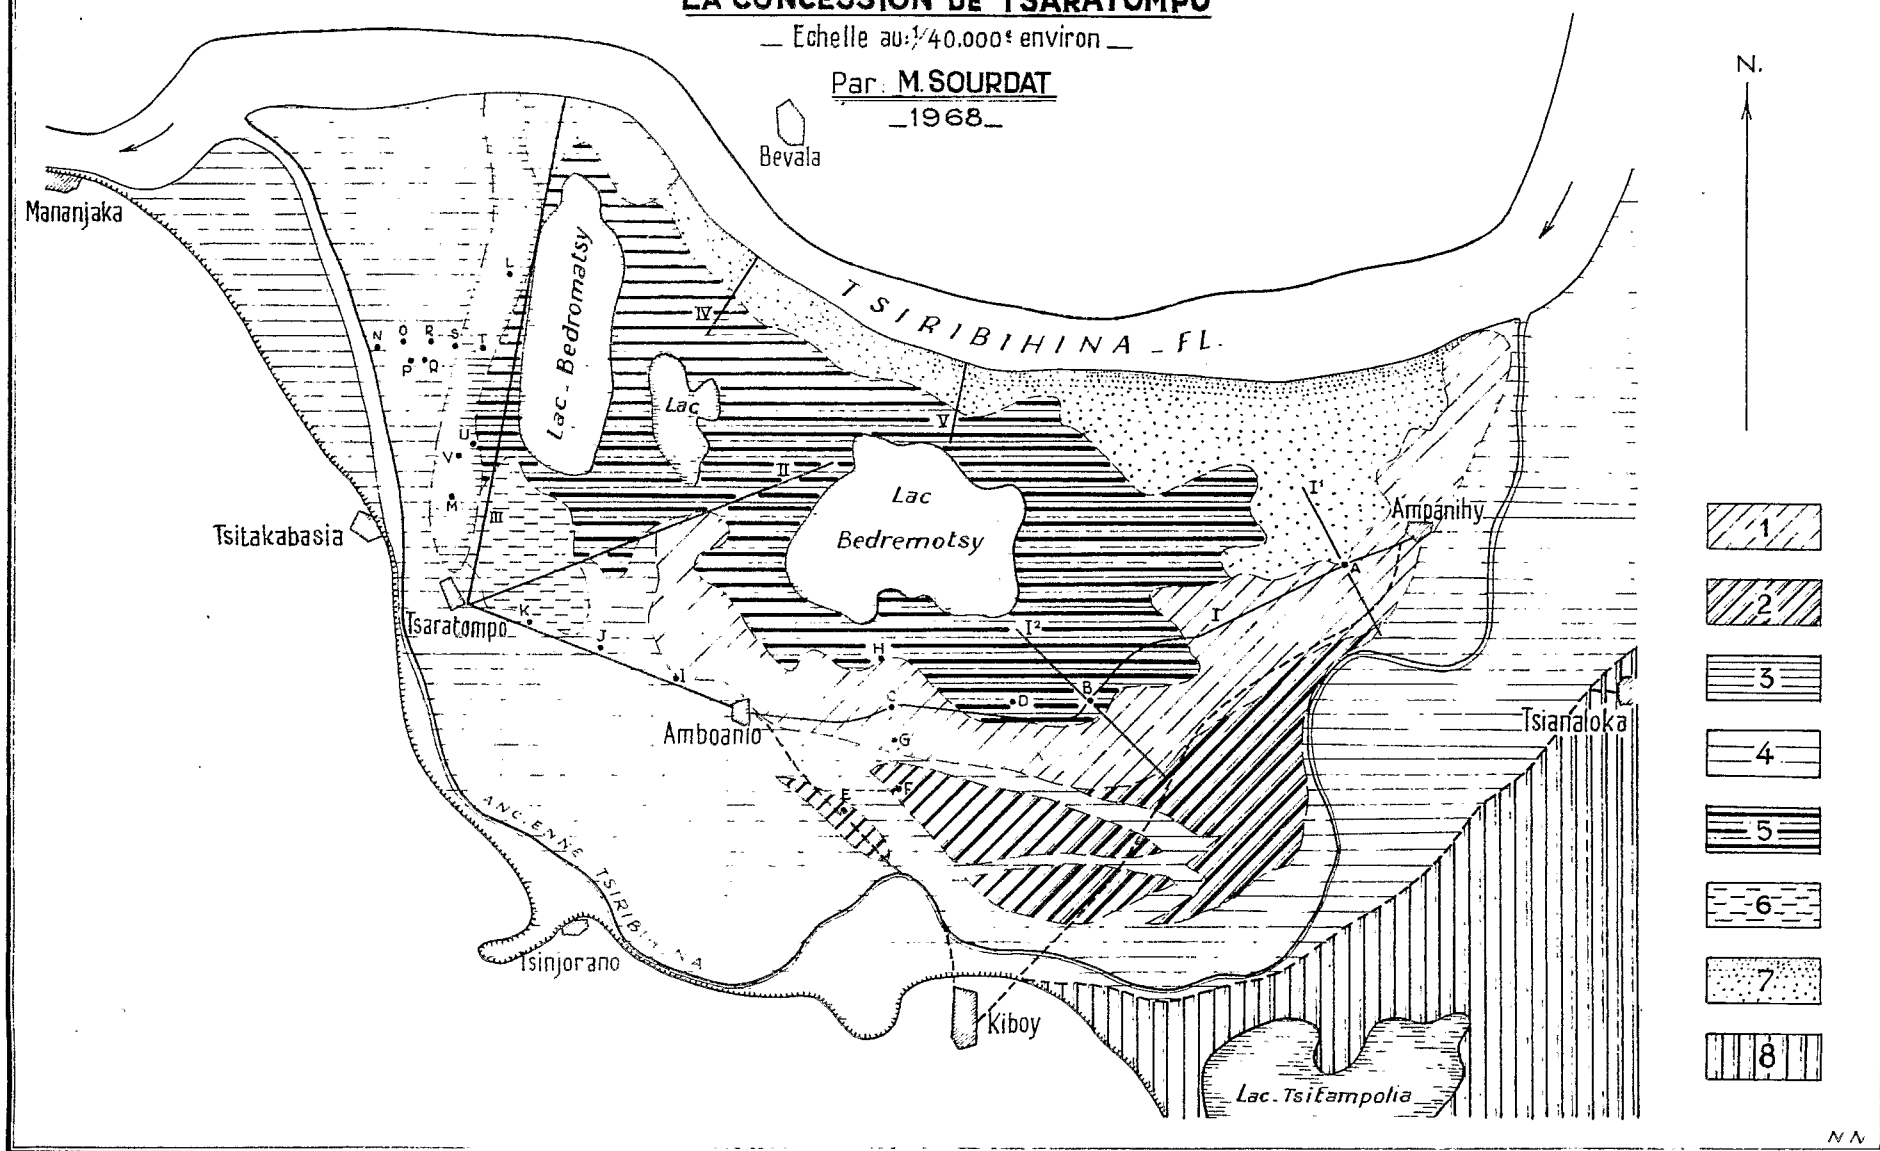 LA CONCESSION DE TSARATOMPO
_ Echelle au: 1/40.000e environ _
Par: M. SOURDAT
_1968_
N.
Bevala
Mananjaka
TSIRIBIHINA _ FL.
Lac - Bedromatsy
Lac
Lac
Bedremotsy
L
N
O
R
S
T
P
Q
U
V
M
II
III
IV
V
I¹
Ampanihy
A
I
I²
Tsitakabasia
Tsaratompo
K
J
I
H
C
D
B
G
Amboanio
E
F
Tsianaloka
ANCIENNE TSIRIBIHINA
Tsinjorano
Kiboy
Lac. Tsitampolia
1
2
3
4
5
6
7
8
N N